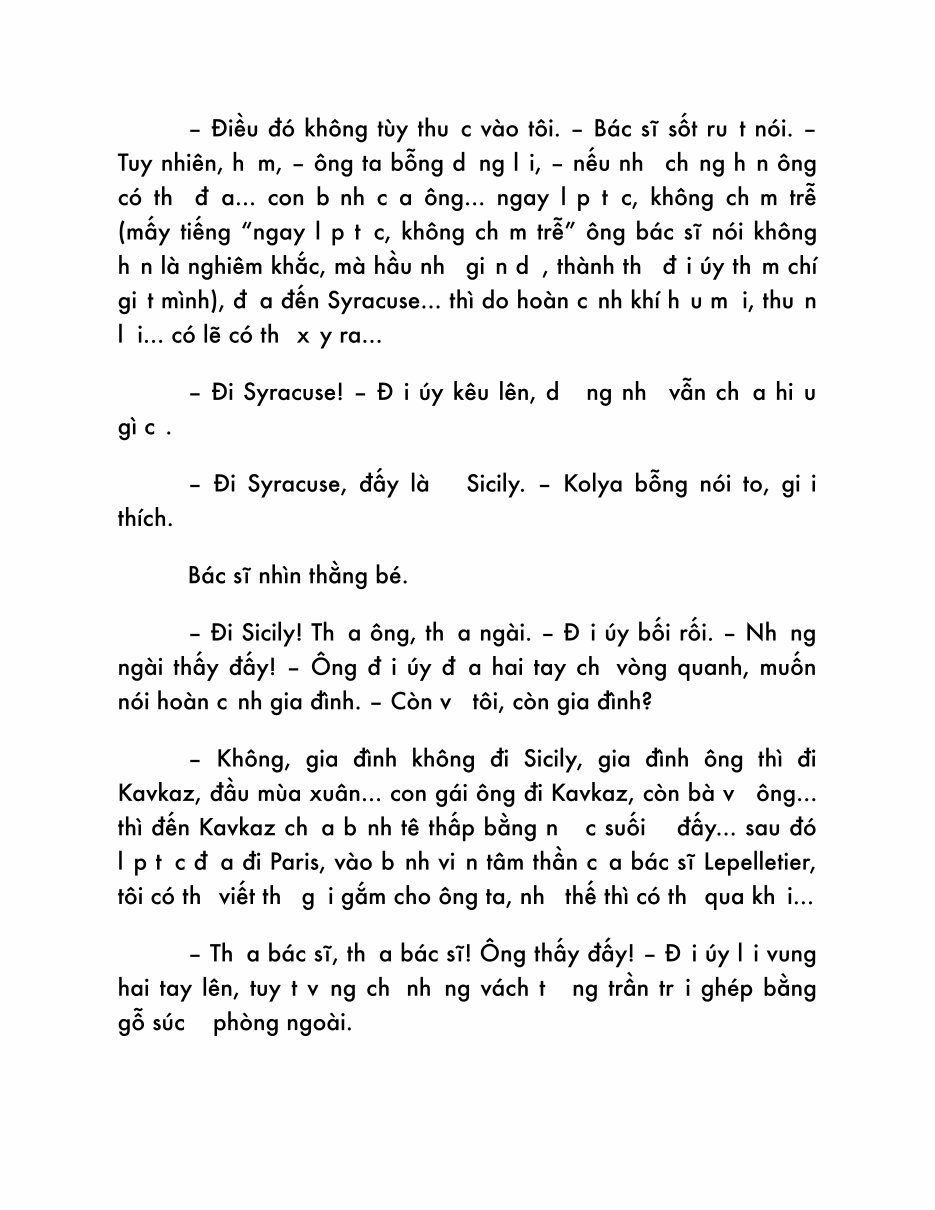 – Điều đó không tùy thu c vào tôi. – Bác sĩ sốt ru t nói. –
Tuy nhiên, h m, – ông ta bỗng d ng l i, – nếu nh ch ng h n ông
có th đ a... con b nh c a ông... ngay l p t c, không ch m trễ
(mấy tiếng “ngay l p t c, không ch m trễ” ông bác sĩ nói không
h n là nghiêm khắc, mà hầu nh gi n d , thành th đ i úy th m chí
gi t mình), đ a đến Syracuse... thì do hoàn c nh khí h u m i, thu n
l i... có lẽ có th x y ra...
– Đi Syracuse! – Đ i úy kêu lên, d ng nh vẫn ch a hi u
gì c .
– Đi Syracuse, đấy là Sicily. – Kolya bỗng nói to, gi i
thích.
Bác sĩ nhìn thằng bé.
– Đi Sicily! Th a ông, th a ngài. – Đ i úy bối rối. – Nh ng
ngài thấy đấy! – Ông đ i úy đ a hai tay ch vòng quanh, muốn
nói hoàn c nh gia đình. – Còn v tôi, còn gia đình?
– Không, gia đình không đi Sicily, gia đình ông thì đi
Kavkaz, đầu mùa xuân... con gái ông đi Kavkaz, còn bà v ông...
thì đến Kavkaz ch a b nh tê thấp bằng n c suối đấy... sau đó
l p t c đ a đi Paris, vào b nh vi n tâm thần c a bác sĩ Lepelletier,
tôi có th viết th g i gắm cho ông ta, nh thế thì có th qua kh i...
– Th a bác sĩ, th a bác sĩ! Ông thấy đấy! – Đ i úy l i vung
hai tay lên, tuy t v ng ch nh ng vách t ng trần tr i ghép bằng
gỗ súc phòng ngoài.